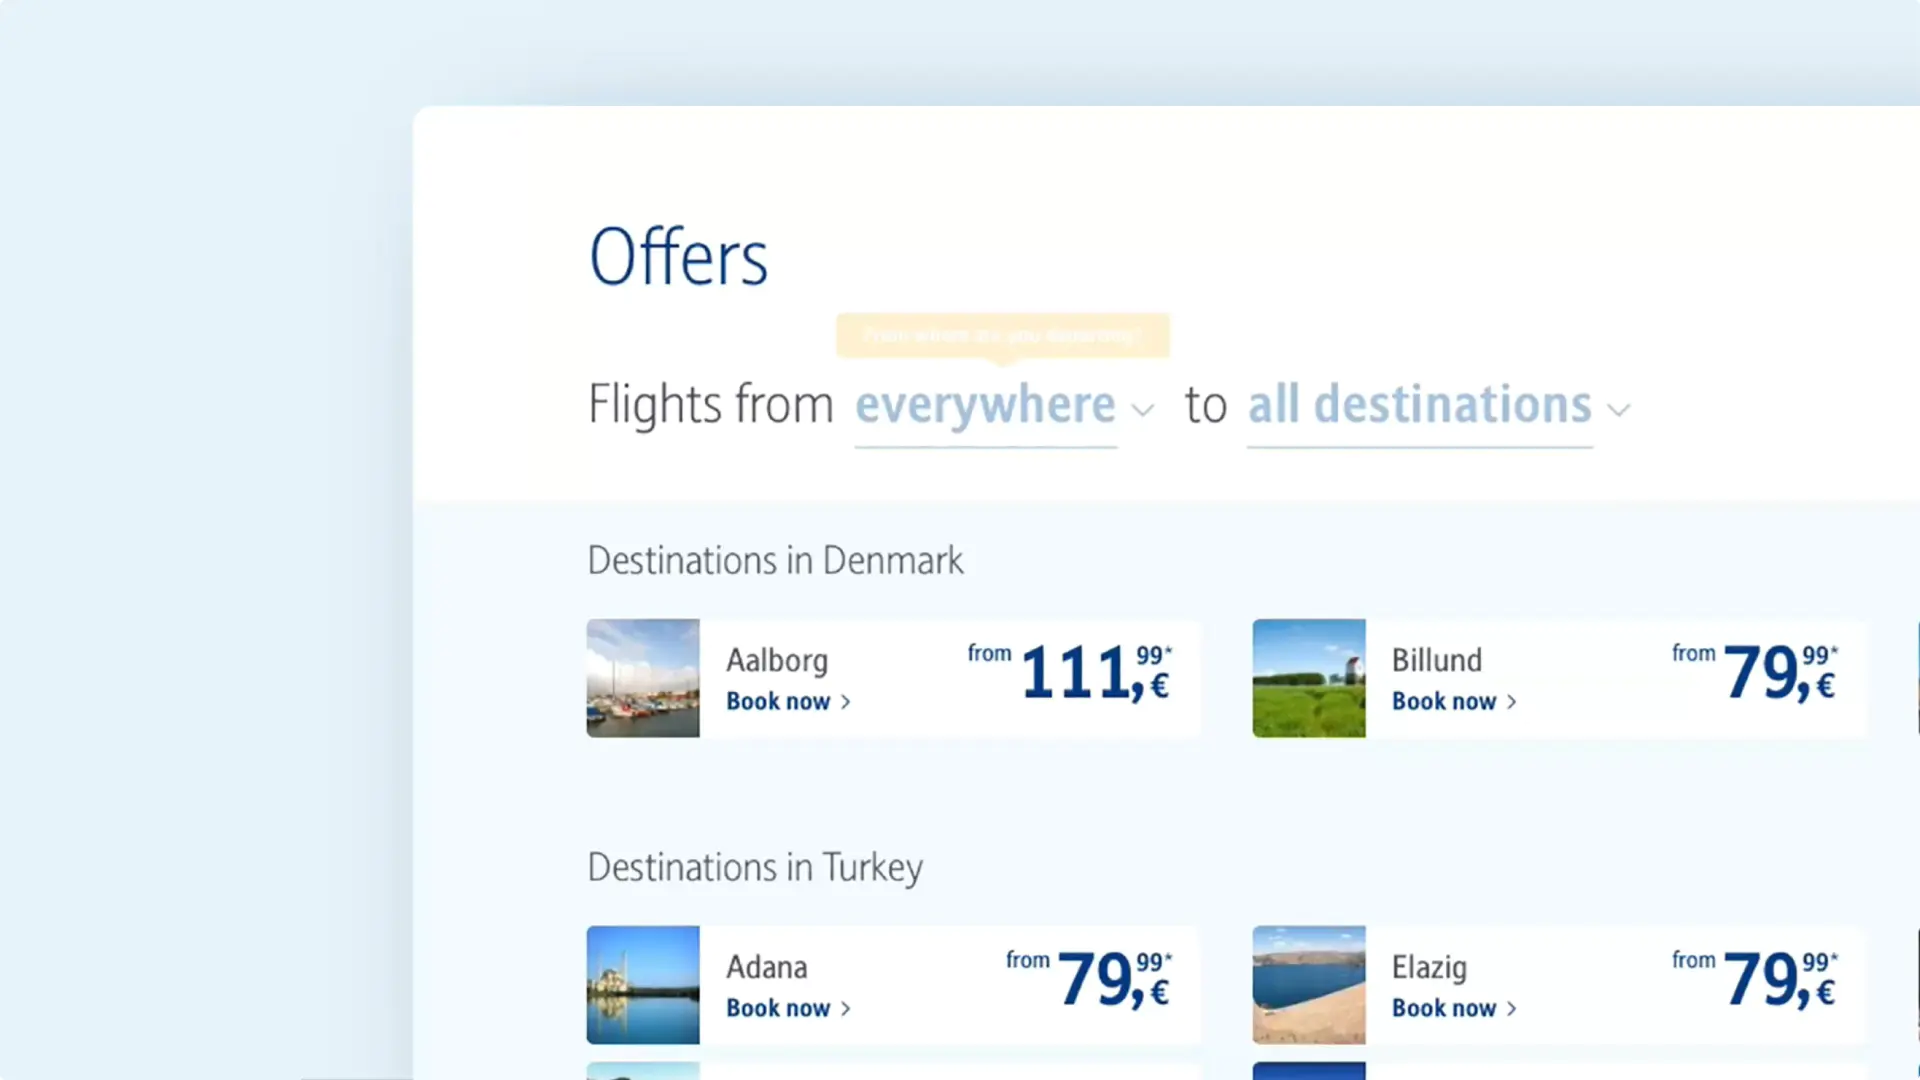 Offers
From where are you departing?
Flights from everywhere to all destinations
Destinations in Denmark
Aalborg
Book now
from 111,99* €
Billund
Book now
from 79,99* €
Destinations in Turkey
Adana
Book now
from 79,99* €
Elazig
Book now
from 79,99* €